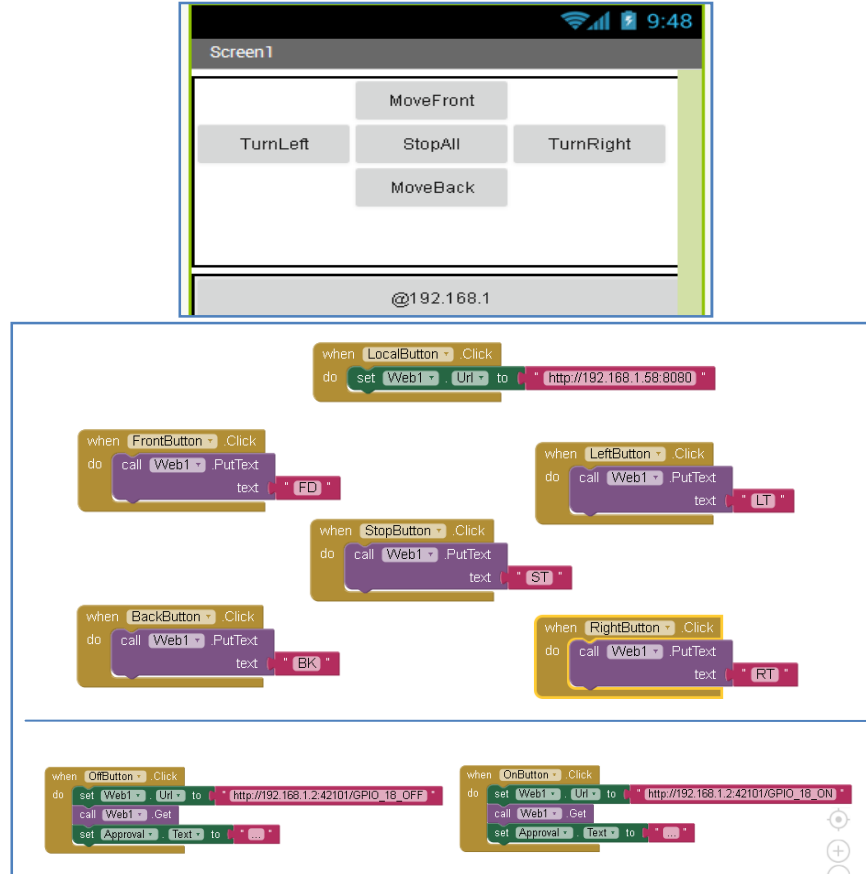 9:48
Screen1
MoveFront
TurnLeft StopAll TurnRight
MoveBack
@192.168.1
when LocalButton .Click
do set Web1 . Url to " http://192.168.1.58:8080 "
when FrontButton .Click
do call Web1 .PutText
text " FD "
when LeftButton .Click
do call Web1 .PutText
text " LT "
when StopButton .Click
do call Web1 .PutText
text " ST "
when BackButton .Click
do call Web1 .PutText
text " BK "
when RightButton .Click
do call Web1 .PutText
text " RT "
when OffButton .Click
do set Web1 . Url to " http://192.168.1.2:42101/GPIO_18_OFF "
call Web1 .Get
set Approval . Text to " ... "
when OnButton .Click
do set Web1 . Url to " http://192.168.1.2:42101/GPIO_18_ON "
call Web1 .Get
set Approval . Text to " ... "